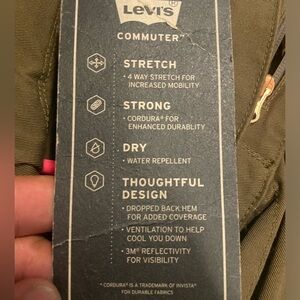 Levi's
COMMUTER™
STRETCH
• 4 WAY STRETCH FOR
INCREASED MOBILITY
STRONG
• CORDURA® FOR
ENHANCED DURABILITY
DRY
• WATER REPELLENT
THOUGHTFUL
DESIGN
• DROPPED BACK HEM
FOR ADDED COVERAGE
• VENTILATION TO HELP
COOL YOU DOWN
• 3M® REFLECTIVITY
FOR VISIBILITY
* CORDURA® IS A TRADEMARK OF INVISTA®
FOR DURABLE FABRICS